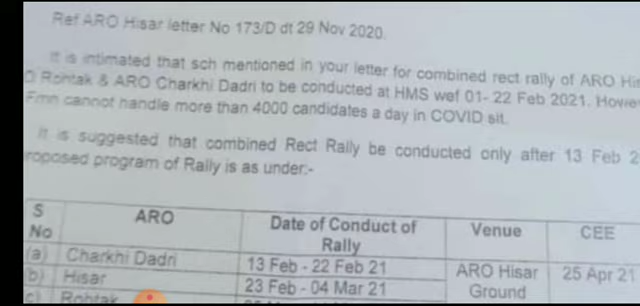 Ref ARO Hisar letter No 173/D dt 29 Nov 2020.
It is intimated that sch mentioned in your letter for combined rect rally of ARO His
O Rohtak & ARO Charkhi Dadri to be conducted at HMS wef 01- 22 Feb 2021. Howe
Fmn cannot handle more than 4000 candidates a day in COVID sit.
It is suggested that combined Rect Rally be conducted only after 13 Feb 2
roposed program of Rally is as under:-
S No ARO Date of Conduct of Rally Venue CEE
(a) Charkhi Dadri 13 Feb - 22 Feb 21 ARO Hisar Ground 25 Apr 21
(b) Hisar 23 Feb - 04 Mar 21
(c) Rohtak